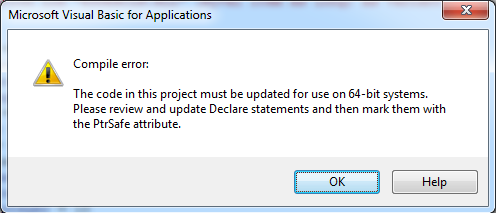 Microsoft Visual Basic for Applications
Compile error:
The code in this project must be updated for use on 64-bit systems.
Please review and update Declare statements and then mark them with
the PtrSafe attribute.
OK
Help